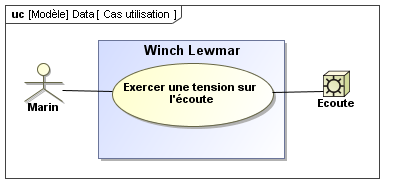 uc [Modèle] Data [ Cas utilisation ]
Winch Lewmar
Exercer une tension sur
l'écoute
Marin
Ecoute